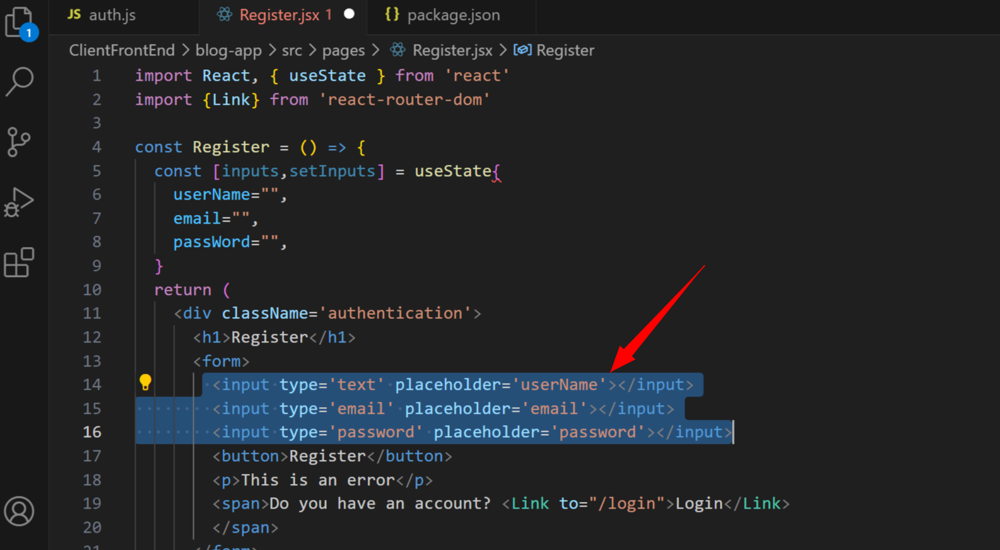 1
JS auth.js
Register.jsx 1
{} package.json
ClientFrontEnd > blog-app > src > pages > Register.jsx > Register
1 import React, { useState } from 'react'
2 import {Link} from 'react-router-dom'
3
4 const Register = () => {
5 const [inputs,setInputs] = useState{
6 userName="",
7 email="",
8 passWord="",
9 }
10 return (
11 <div className='authentication'>
12 <h1>Register</h1>
13 <form>
14 <input type='text' placeholder='userName'></input>
15 <input type='email' placeholder='email'></input>
16 <input type='password' placeholder='password'></input>
17 <button>Register</button>
18 <p>This is an error</p>
19 <span>Do you have an account? <Link to="/login">Login</Link>
20 </span>
21 </form>